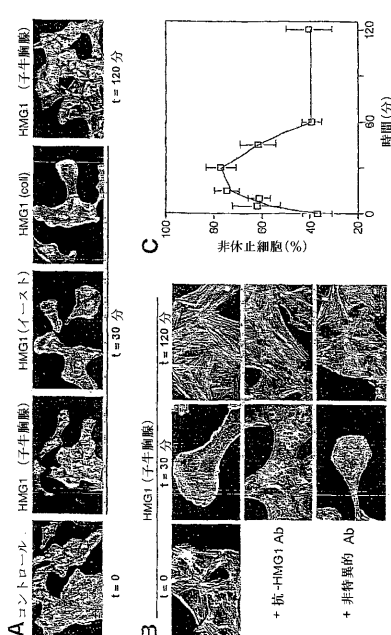 A
コントロール
HMG1 (子牛胸腺)
HMG1 (イースト)
HMG1 (coli)
HMG1 (子牛胸腺)
t=0
t=30 分
t=120 分
B
HMG1 (子牛胸腺)
t=0
t=30 分
t=120 分
+ 抗-HMG1 Ab
+ 非特異的 Ab
C
非休止細胞(%)
100
80
60
40
20
0
60
120
時間(分)